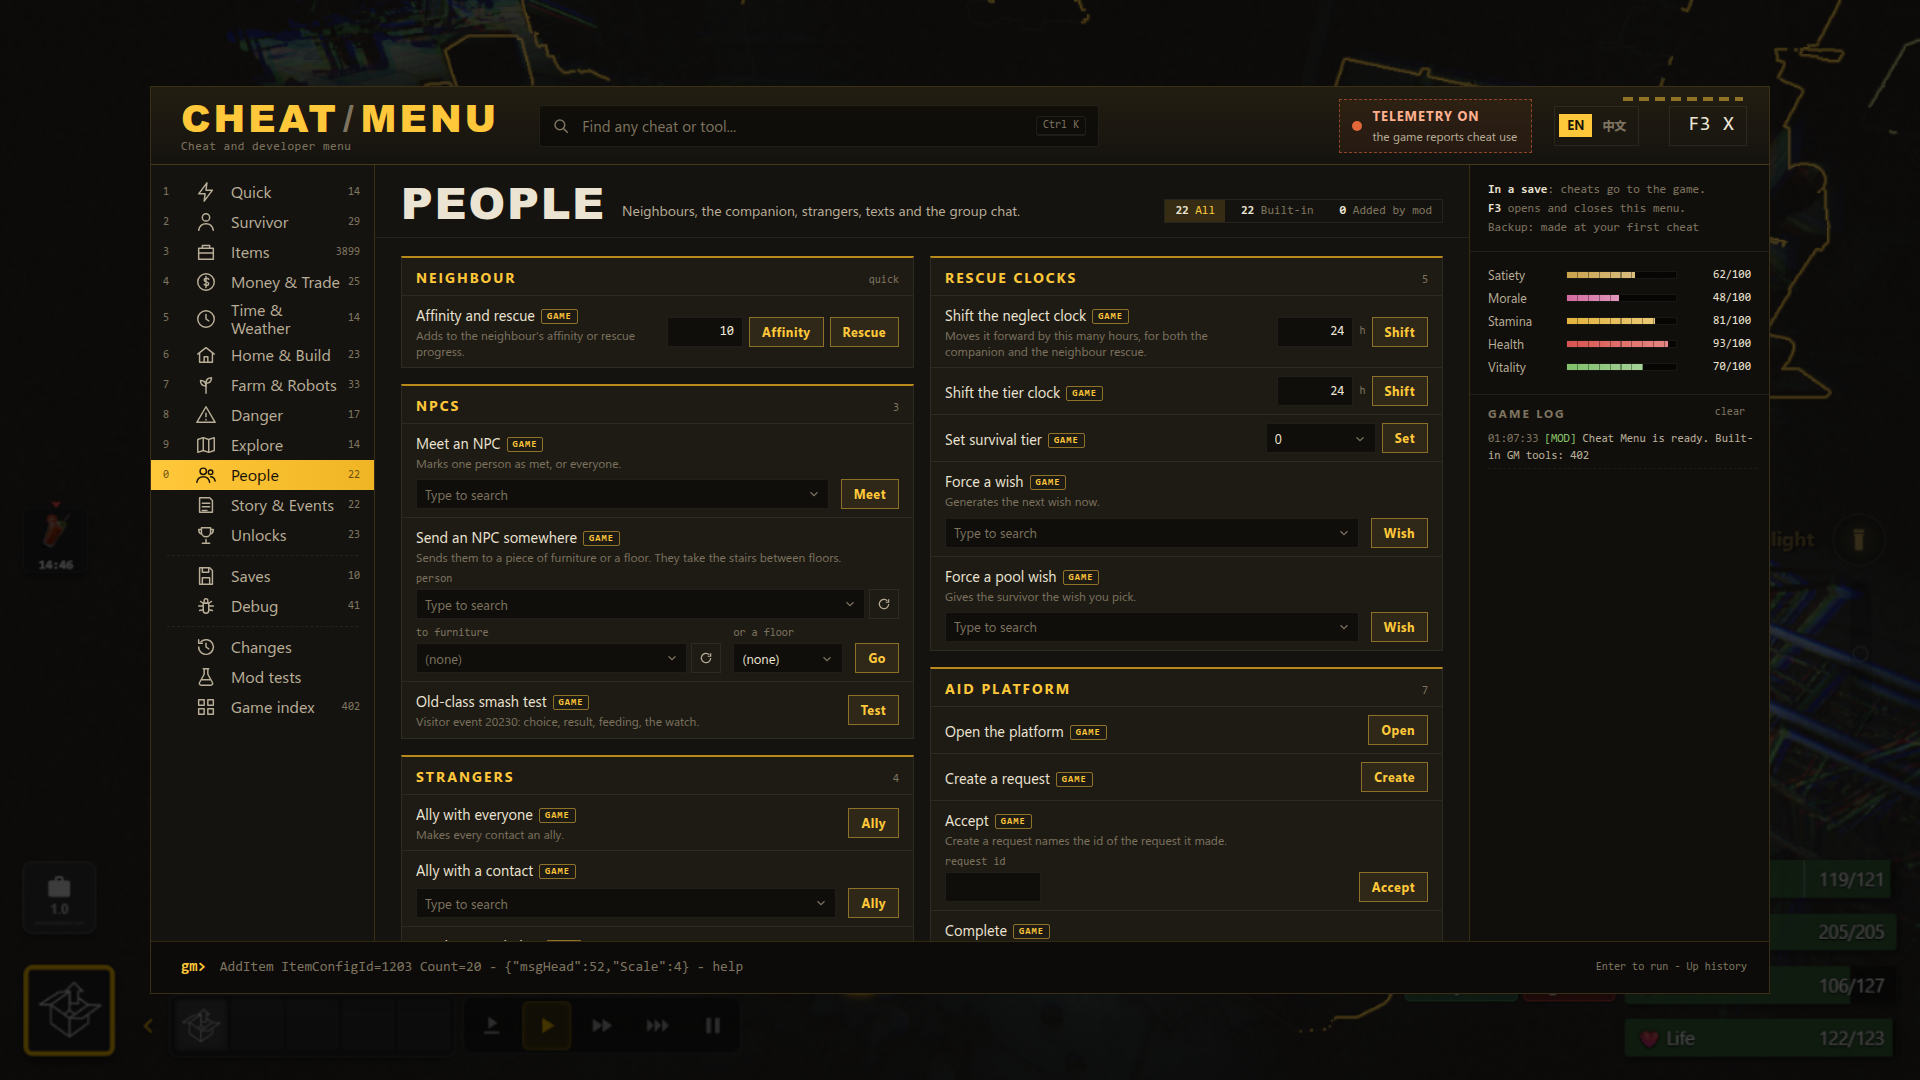 CHEAT/MENU
Cheat and developer menu
Find any cheat or tool...
Ctrl K
TELEMETRY ON
the game reports cheat use
EN 中文
F3 X
1 Quick 14
2 Survivor 29
3 Items 3899
4 Money & Trade 25
5 Time & Weather 14
6 Home & Build 23
7 Farm & Robots 33
8 Danger 17
9 Explore 14
0 People 22
Story & Events 22
Unlocks 23
Saves 10
Debug 41
Changes
Mod tests
Game index 402
PEOPLE
Neighbours, the companion, strangers, texts and the group chat.
22 All 22 Built-in 0 Added by mod
NEIGHBOUR quick
Affinity and rescue GAME
Adds to the neighbour's affinity or rescue
progress.
10 Affinity Rescue
NPCS 3
Meet an NPC GAME
Marks one person as met, or everyone.
Type to search Meet
Send an NPC somewhere GAME
Sends them to a piece of furniture or a floor. They take the stairs between floors.
person
Type to search
to furniture or a floor
(none) (none) Go
Old-class smash test GAME
Visitor event 20230: choice, result, feeding, the watch.
Test
STRANGERS 4
Ally with everyone GAME
Makes every contact an ally.
Ally
Ally with a contact GAME
Type to search Ally
RESCUE CLOCKS 5
Shift the neglect clock GAME
Moves it forward by this many hours, for both the
companion and the neighbour rescue.
24 h Shift
Shift the tier clock GAME 24 h Shift
Set survival tier GAME 0 Set
Force a wish GAME
Generates the next wish now.
Type to search Wish
Force a pool wish GAME
Gives the survivor the wish you pick.
Type to search Wish
AID PLATFORM 7
Open the platform GAME Open
Create a request GAME Create
Accept GAME
Create a request names the id of the request it made.
request id
Accept
Complete GAME
In a save: cheats go to the game.
F3 opens and closes this menu.
Backup: made at your first cheat
Satiety 62/100
Morale 48/100
Stamina 81/100
Health 93/100
Vitality 70/100
GAME LOG clear
01:07:33 [MOD] Cheat Menu is ready. Built-
in GM tools: 402
gm> AddItem ItemConfigId=1203 Count=20 - {"msgHead":52,"Scale":4} - help
Enter to run - Up history
14:46
1.0
light
119/121
205/205
106/127
Life 122/123